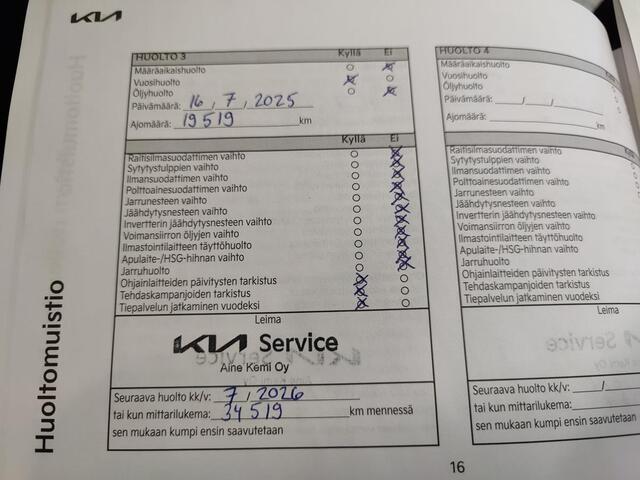 KIA
HUOLTO 3 Kyllä Ei
Määräaikaishuolto
Vuosihuolto
Öljyhuolto
Päivämäärä: 16 / 7 / 2025
Ajomäärä: 19519 km
Kyllä Ei
Raitisilmasuodattimen vaihto
Sytytystulppien vaihto
Ilmansuodattimen vaihto
Polttoainesuodattimen vaihto
Jarrunesteen vaihto
Jäähdytysnesteen vaihto
Invertterin jäähdytysnesteen vaihto
Voimansiirron öljyjen vaihto
Ilmastointilaitteen täyttöhuolto
Apulaite-/HSG-hihnan vaihto
Jarruhuolto
Ohjainlaitteiden päivitysten tarkistus
Tehdaskampanjoiden tarkistus
Tiepalvelun jatkaminen vuodeksi
Leima
KIA Service
Aine Kemi Oy
Seuraava huolto kk/v: 7 / 2026
tai kun mittarilukema: 34519 km mennessä
sen mukaan kumpi ensin saavutetaan
HUOLTO 4
Määräaikaishuolto
Vuosihuolto
Öljyhuolto
Päivämäärä: / /
Ajomäärä:
Raitisilmasuodattimen vaihto
Sytytystulppien vaihto
Ilmansuodattimen vaihto
Polttoainesuodattimen vaihto
Jarrunesteen vaihto
Jäähdytysnesteen vaihto
Invertterin jäähdytysnesteen vaihto
Voimansiirron öljyjen vaihto
Ilmastointilaitteen täyttöhuolto
Apulaite-/HSG-hihnan vaihto
Jarruhuolto
Ohjainlaitteiden päivitysten tarkistus
Tehdaskampanjoiden tarkistus
Tiepalvelun jatkaminen vuodeksi
Leima
Seuraava huolto kk/v: /
tai kun mittarilukema:
sen mukaan kumpi ensin saavutetaan
Huoltomuistio
16